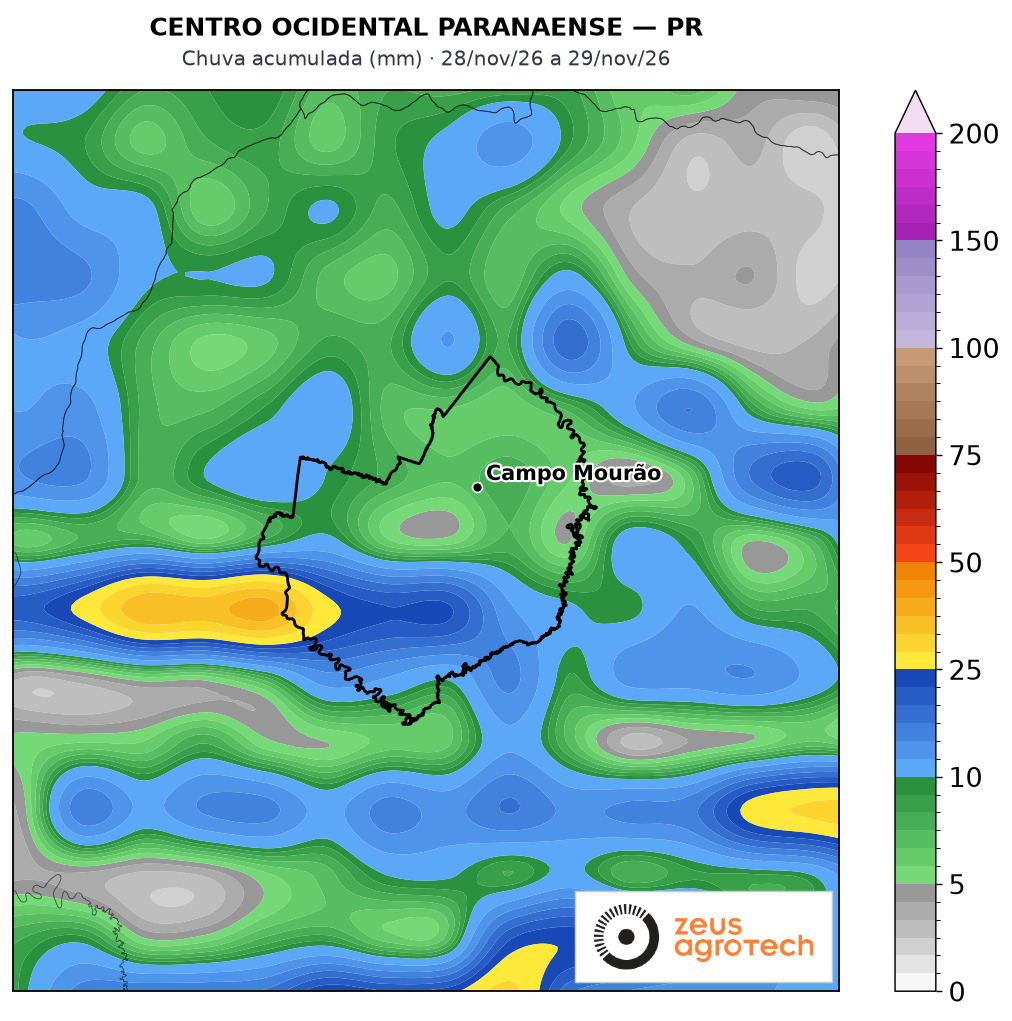 CENTRO OCIDENTAL PARANAENSE — PR
Chuva acumulada (mm) · 28/nov/26 a 29/nov/26
200
150
100
75
50
25
10
5
0
Campo Mourão
zeus
agrotech